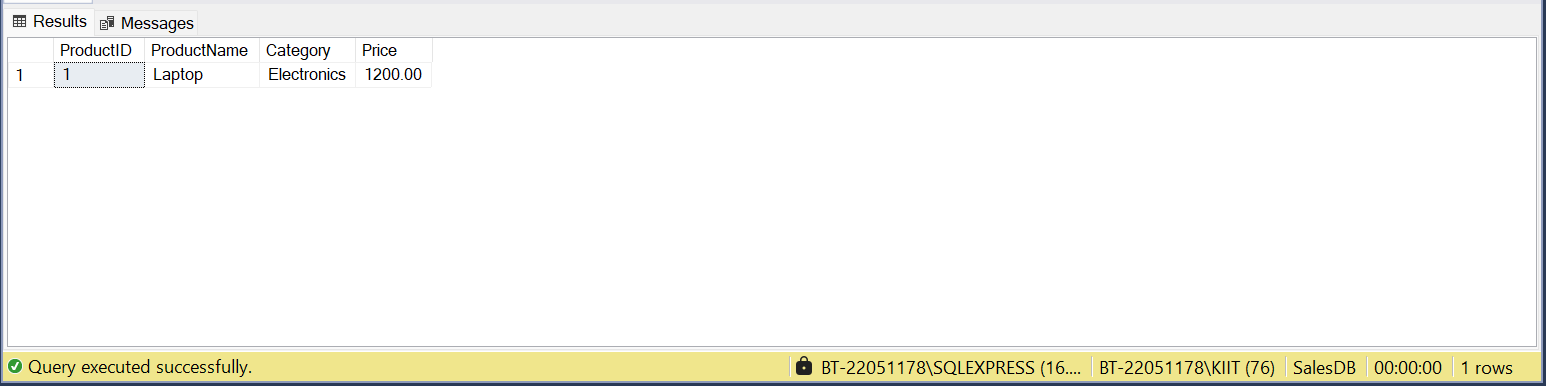 Results Messages
ProductID ProductName Category Price
1 1 Laptop Electronics 1200.00
Query executed successfully. BT-22051178\SQLEXPRESS (16.... BT-22051178\KIIT (76) SalesDB 00:00:00 1 rows